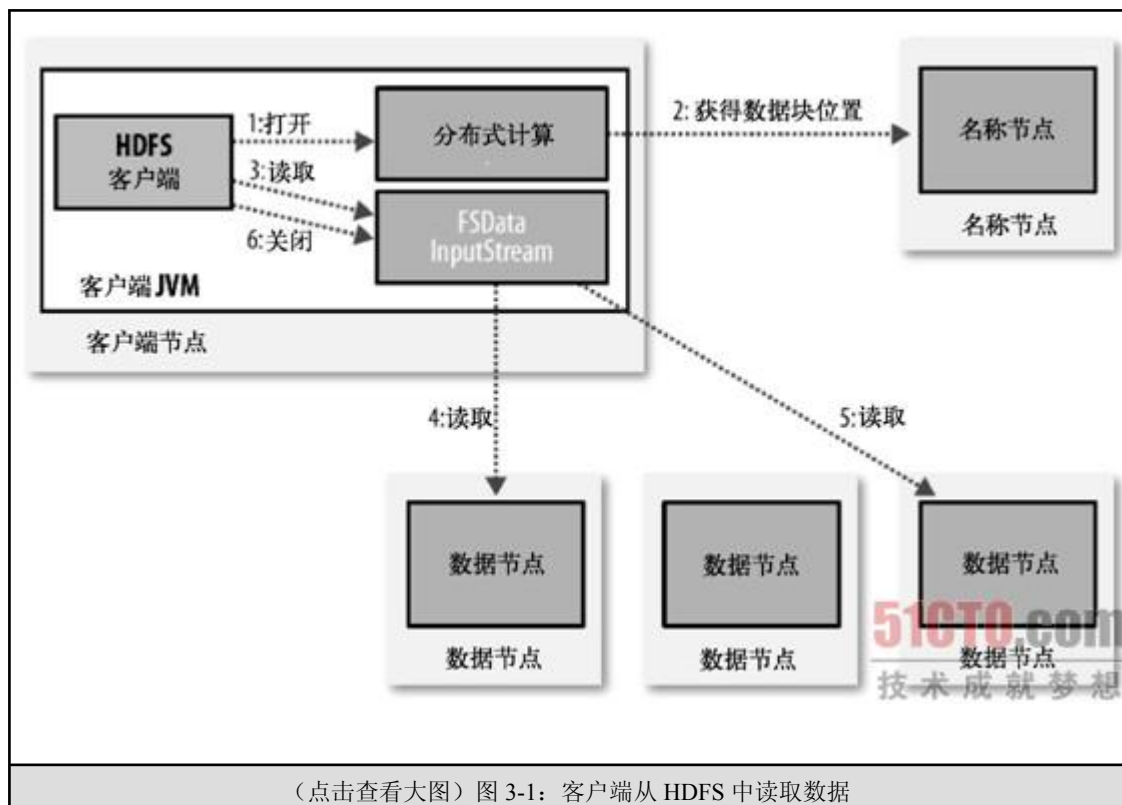 HDFS
客户端
1:打开
3:读取
6:关闭
分布式计算
FSData
InputStream
客户端JVM
客户端节点
2: 获得数据块位置
名称节点
名称节点
4:读取
5:读取
数据节点
数据节点
数据节点
数据节点
数据节点
数据节点
51CTO.com
技术成就梦想
（点击查看大图）图 3-1：客户端从 HDFS 中读取数据